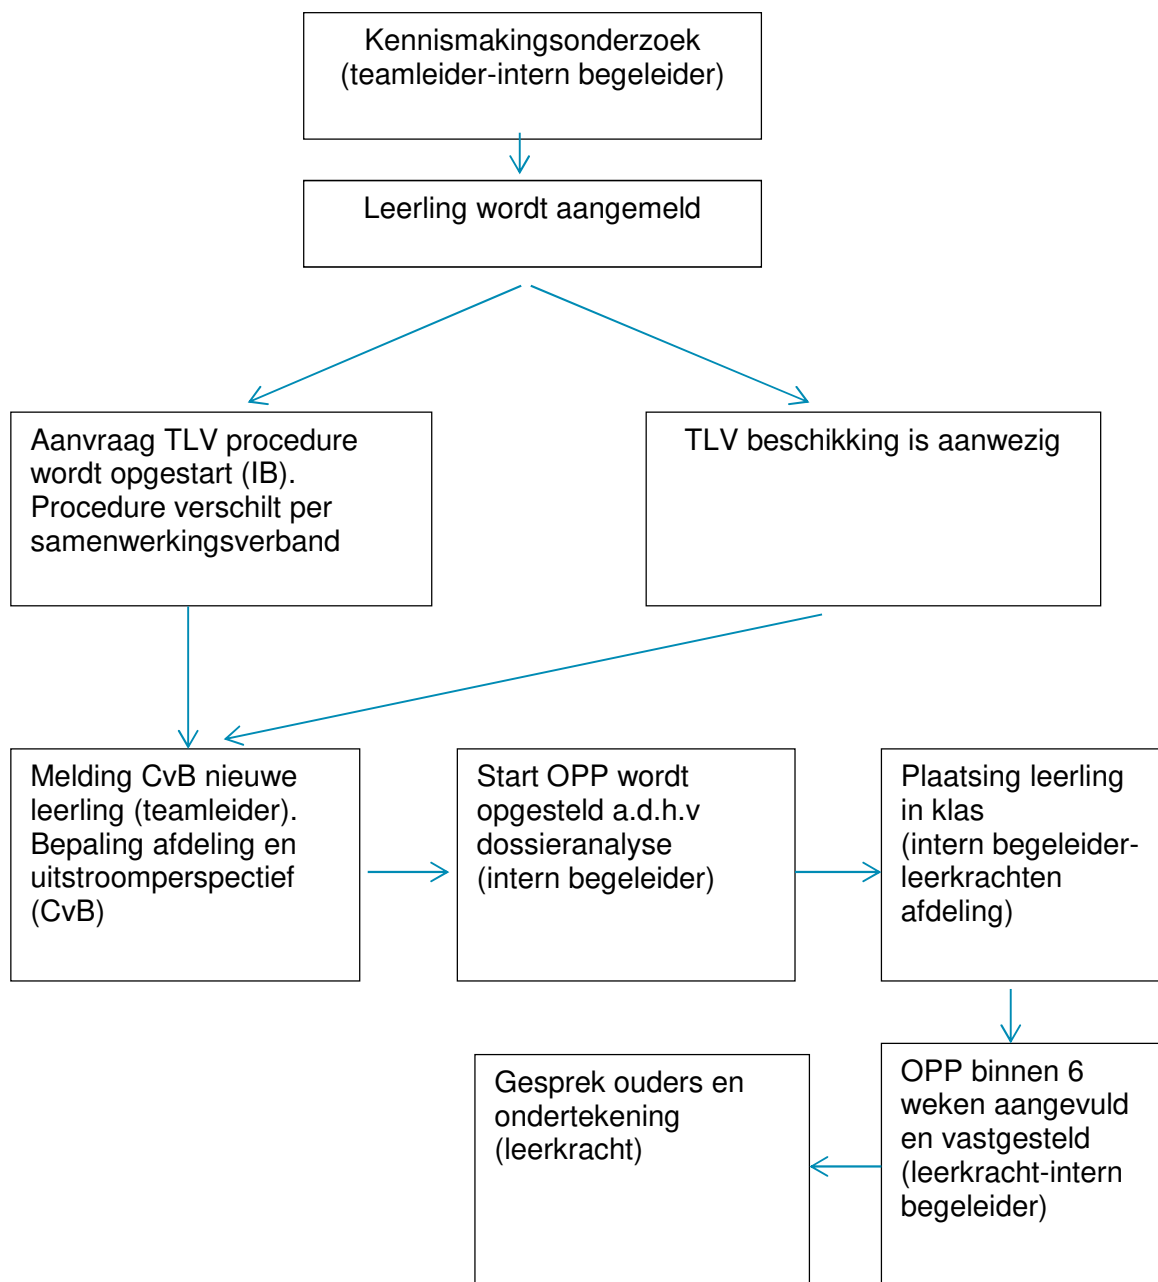 Kennismakingsonderzoek
(teamleider-intern begeleider)
Leerling wordt aangemeld
Aanvraag TLV procedure
wordt opgestart (IB).
Procedure verschilt per
samenwerkingsverband
TLV beschikking is aanwezig
Melding CvB nieuwe
leerling (teamleider).
Bepaling afdeling en
uitstroomperspectief
(CvB)
Start OPP wordt
opgesteld a.d.h.v
dossieranalyse
(intern begeleider)
Plaatsing leerling
in klas
(intern begeleider-
leerkrachten
afdeling)
OPP binnen 6
weken aangevuld
en vastgesteld
(leerkracht-intern
begeleider)
Gesprek ouders en
ondertekening
(leerkracht)